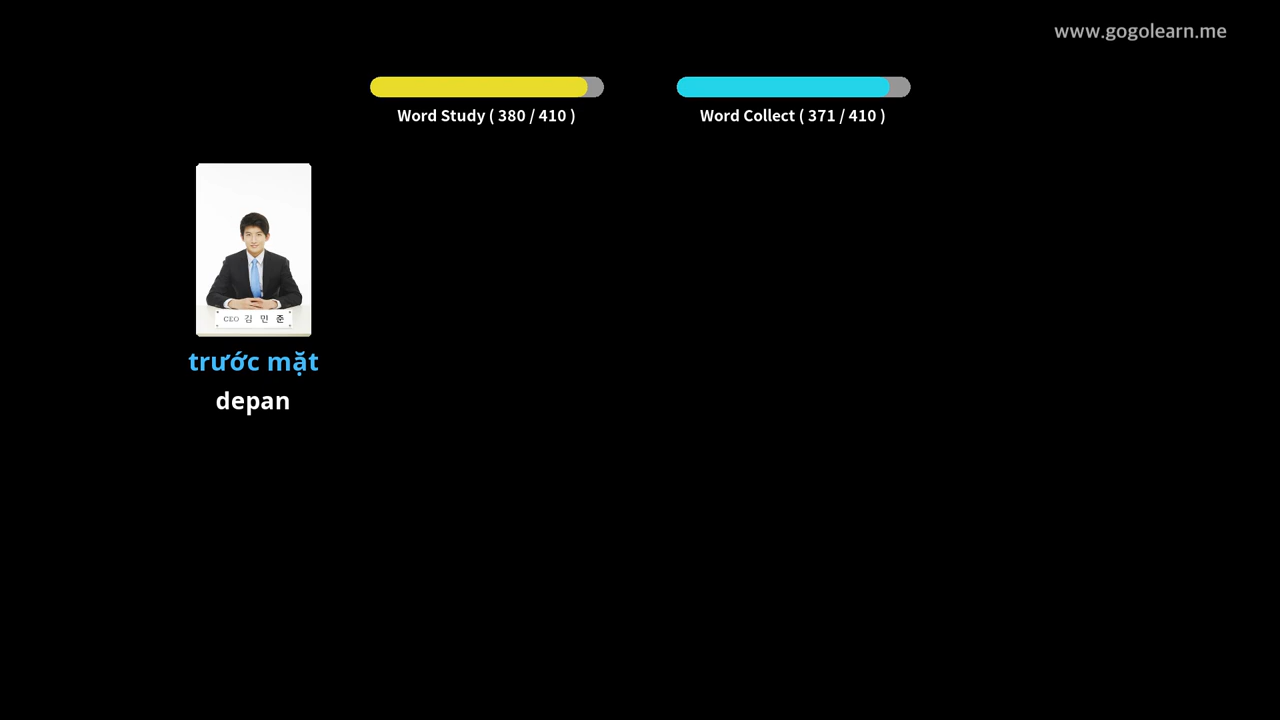 www.gogolearn.me
Word Study ( 380 / 410 )
Word Collect ( 371 / 410 )
CEO 김 민 준
trước mặt
depan